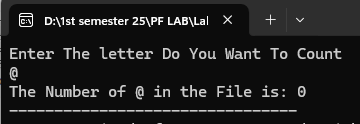 D:\1st semester 25\PF LAB\Lal
Enter The letter Do You Want To Count
@
The Number of @ in the File is: 0
--------------------------------